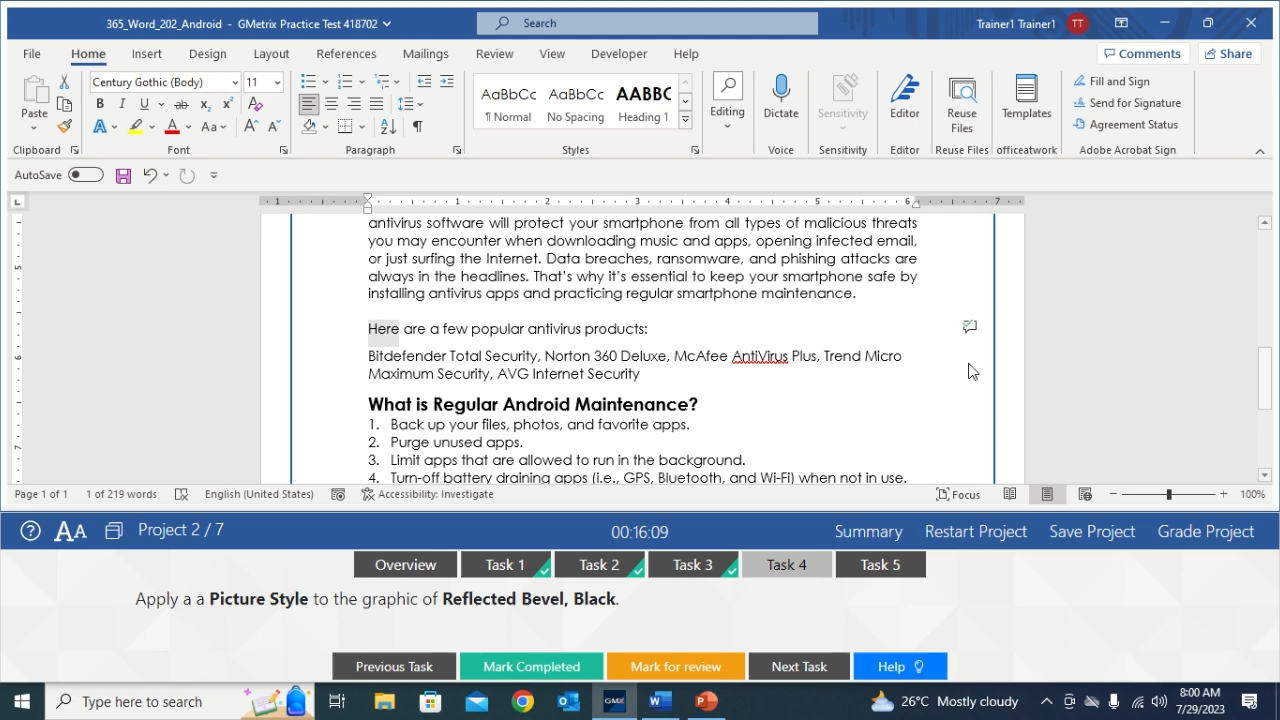 365_Word_202_Android - GMetrix Practice Test 418702
Search
Trainer1 Trainer1
TT
File Home Insert Design Layout References Mailings Review View Developer Help
Comments Share
Paste
Clipboard
Century Gothic (Body) 11
Font
Paragraph
AaBbCc AaBbCc AABBC
¶ Normal No Spacing Heading 1
Styles
Editing
Dictate
Voice
Sensitivity
Sensitivity
Editor
Editor
Reuse Files
Reuse Files
Templates
officeatwork
Fill and Sign
Send for Signature
Agreement Status
Adobe Acrobat Sign
AutoSave
1 1 2 3 4 5 6 7
antivirus software will protect your smartphone from all types of malicious threats
you may encounter when downloading music and apps, opening infected email,
or just surfing the Internet. Data breaches, ransomware, and phishing attacks are
always in the headlines. That’s why it’s essential to keep your smartphone safe by
installing antivirus apps and practicing regular smartphone maintenance.
Here are a few popular antivirus products:
Bitdefender Total Security, Norton 360 Deluxe, McAfee AntiVirus Plus, Trend Micro
Maximum Security, AVG Internet Security
What is Regular Android Maintenance?
1. Back up your files, photos, and favorite apps.
2. Purge unused apps.
3. Limit apps that are allowed to run in the background.
4. Turn-off battery draining apps (i.e., GPS, Bluetooth, and Wi-Fi) when not in use.
Page 1 of 1 1 of 219 words English (United States) Accessibility: Investigate Focus 100%
Project 2 / 7 00:16:09 Summary Restart Project Save Project Grade Project
Overview Task 1 Task 2 Task 3 Task 4 Task 5
Apply a a Picture Style to the graphic of Reflected Bevel, Black.
Previous Task Mark Completed Mark for review Next Task Help
Type here to search
GMX
26°C Mostly cloudy
8:00 AM
7/29/2023